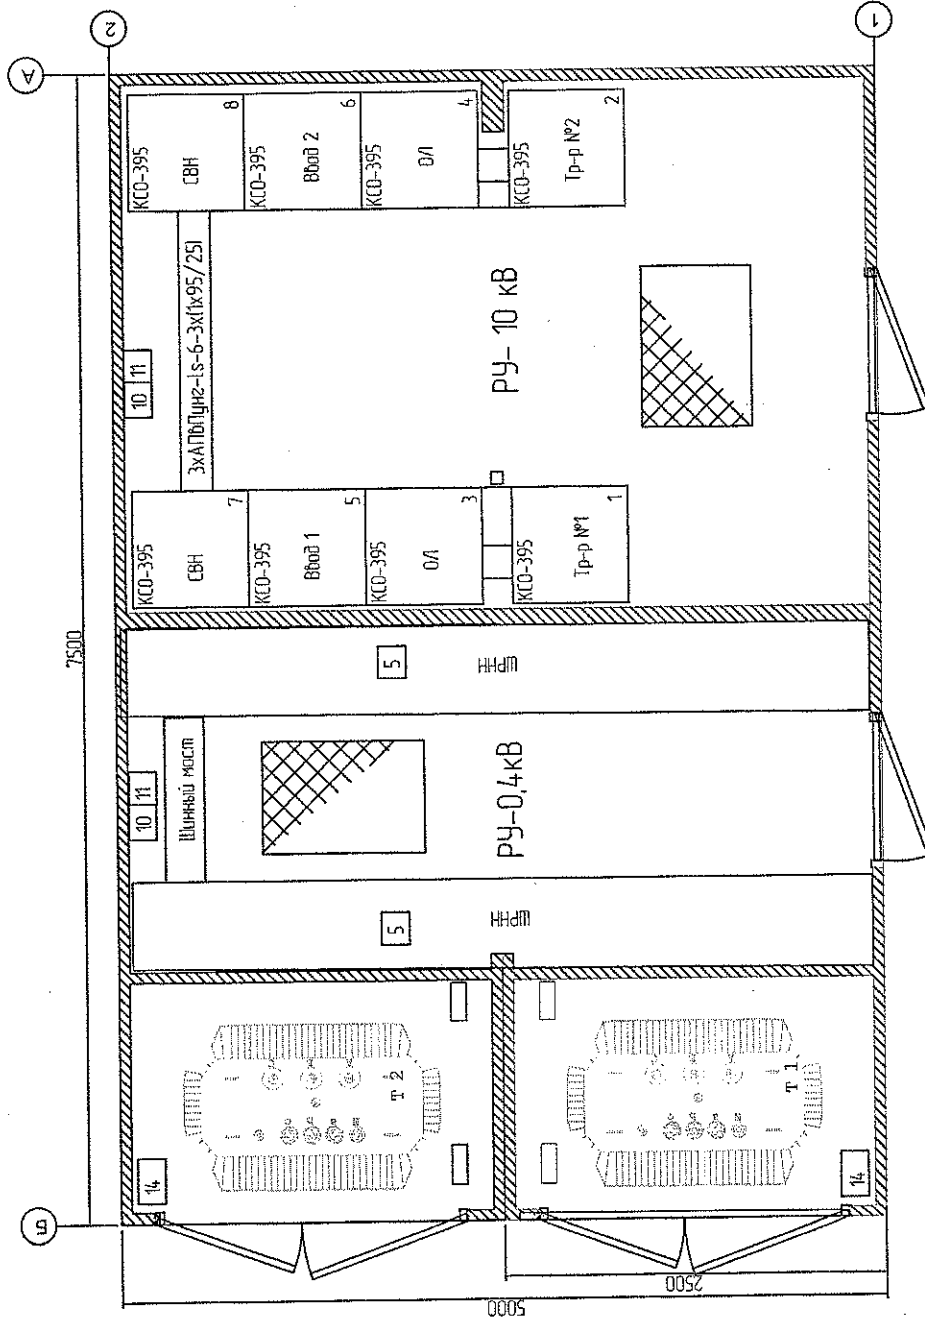 2
1
А
Б
7500
5000
2500
КСО-395
СВН
8
КСО-395
Ввод 2
6
КСО-395
ОЛ
4
КСО-395
Тр-р №2
2
3хАПвПунг-Ls-6-3х(1х95/25)
10 11
РУ- 10 кВ
КСО-395
СВН
7
КСО-395
Ввод 1
5
КСО-395
ОЛ
3
КСО-395
Тр-р №1
1
5
ШРНН
10 11
Шинный мост
РУ-0,4кВ
5
ШРНН
Т 2
14
Т 1
14